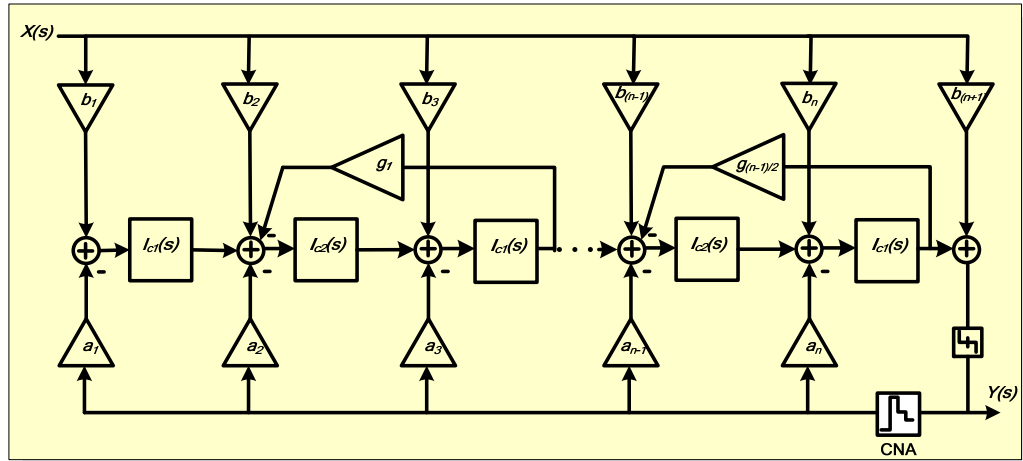 X(s)
b1 b2 b3 b(n-1) bn b(n+1
g1 g(n-1)/2
Ic1(s) Ic2(s) Ic1(s) Ic2(s) Ic1(s)
a1 a2 a3 an-1 an
Y(s)
CNA